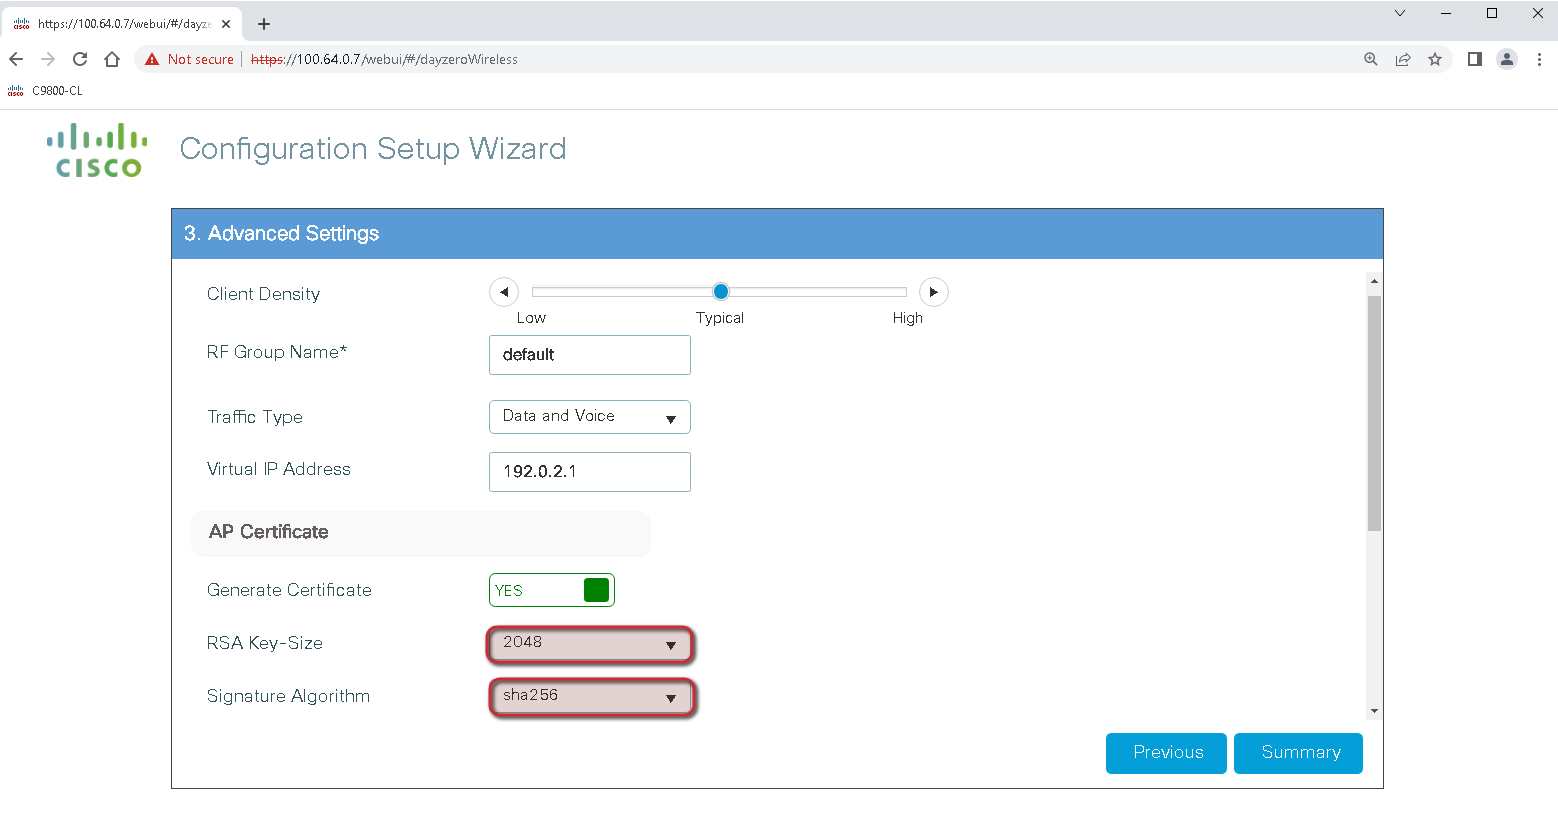 https://100.64.0.7/webui/#/dayze
Not secure
https://100.64.0.7/webui/#/dayzeroWireless
C9800-CL
CISCO
Configuration Setup Wizard
3. Advanced Settings
Client Density
Low Typical High
RF Group Name* default
Traffic Type Data and Voice
Virtual IP Address 192.0.2.1
AP Certificate
Generate Certificate YES
RSA Key-Size 2048
Signature Algorithm sha256
Previous Summary